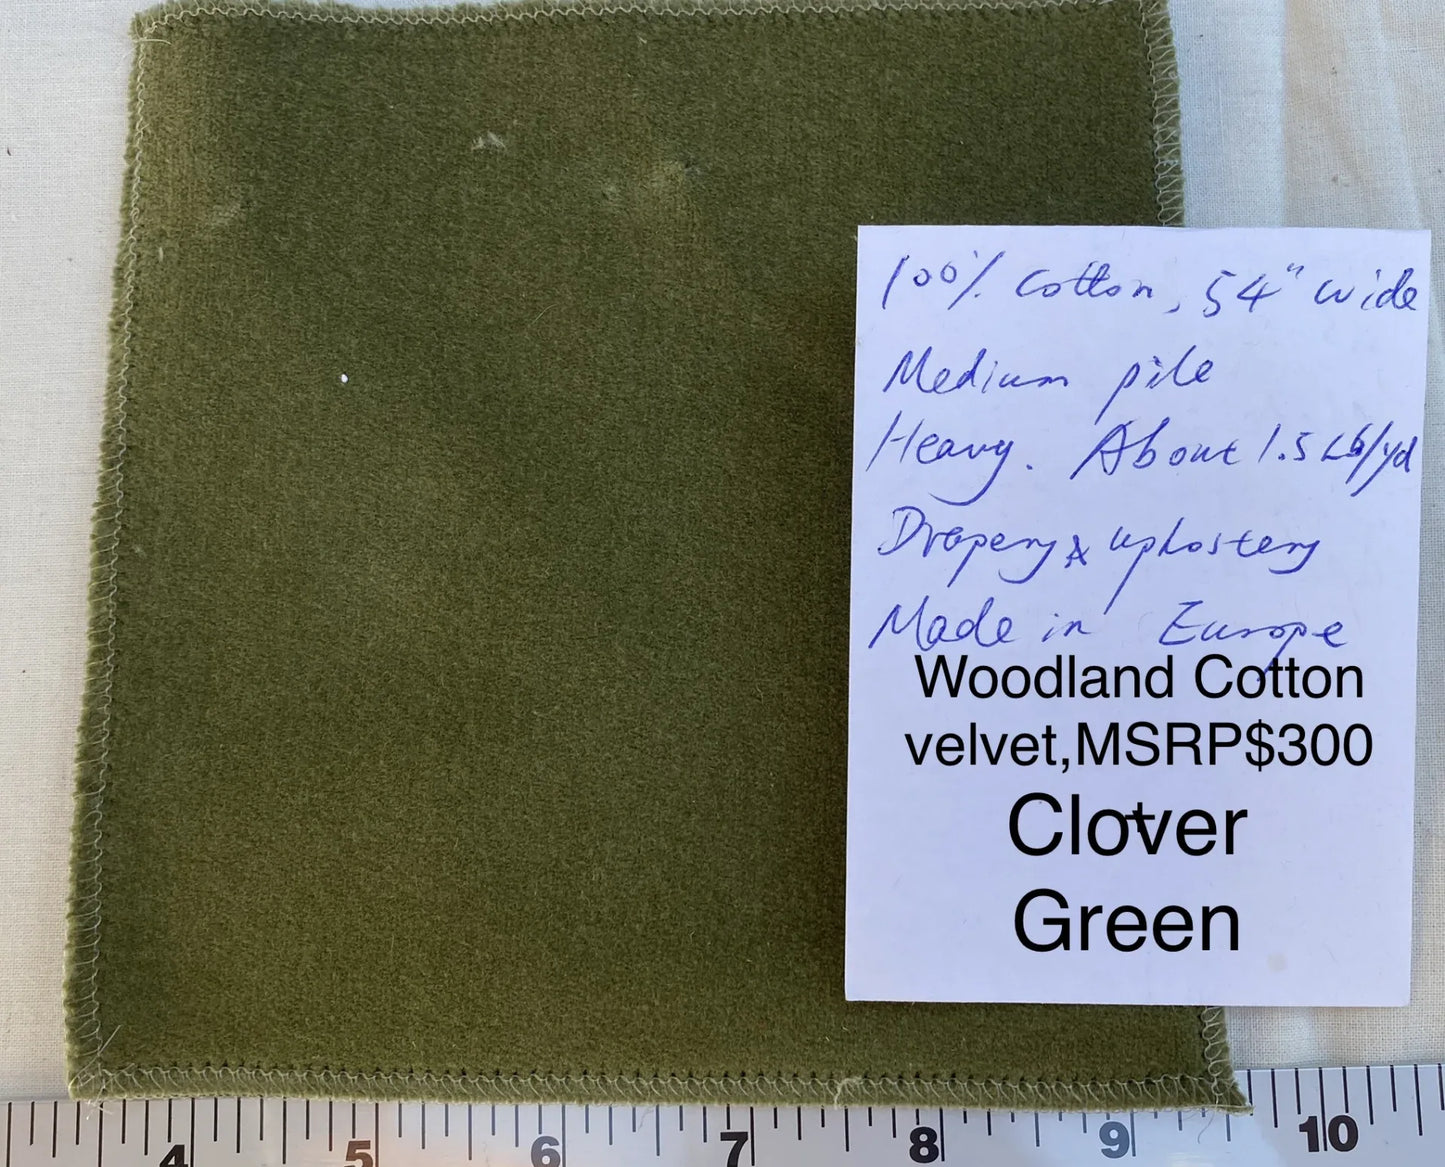 100% cotton, 54" wide
Medium pile
Heavy. About 1.5 Lb/yd
Drapery & upholstery
Made in Europe
Woodland Cotton
velvet,MSRP$300
Clover
Green
4 5 6 7 8 9 10